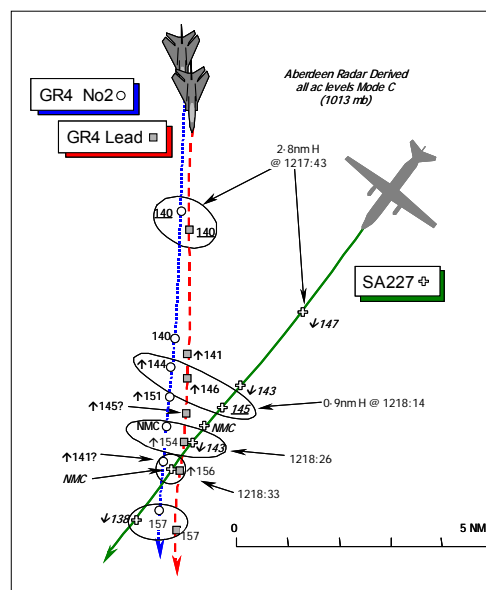 Aberdeen Radar Derived
all ac levels Mode C
(1013 mb)
GR4 No2
GR4 Lead
2·8nm H
@ 1217:43
140
140
SA227
↓147
140
↑141
↑144
↑146
↓143
↑151
145
0·9nm H @ 1218:14
↑145?
NMC
NMC
↑154
↓143
1218:26
↑141?
NMC
↑156
1218:33
↓138
157
157
0
5 NM